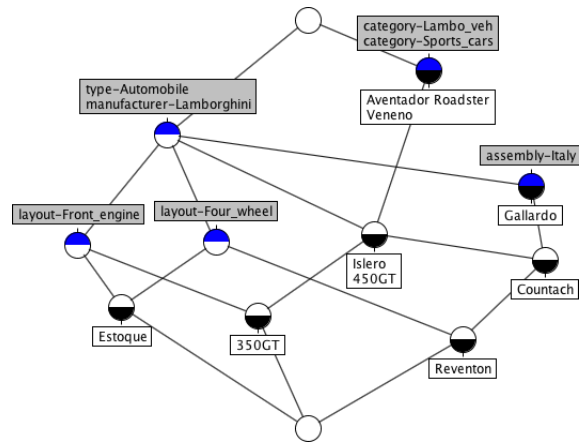 category-Lambo_veh
category-Sports_cars
Aventador Roadster
Veneno
type-Automobile
manufacturer-Lamborghini
assembly-Italy
Gallardo
layout-Front_engine
layout-Four_wheel
Islero
450GT
Countach
Estoque
350GT
Reventon